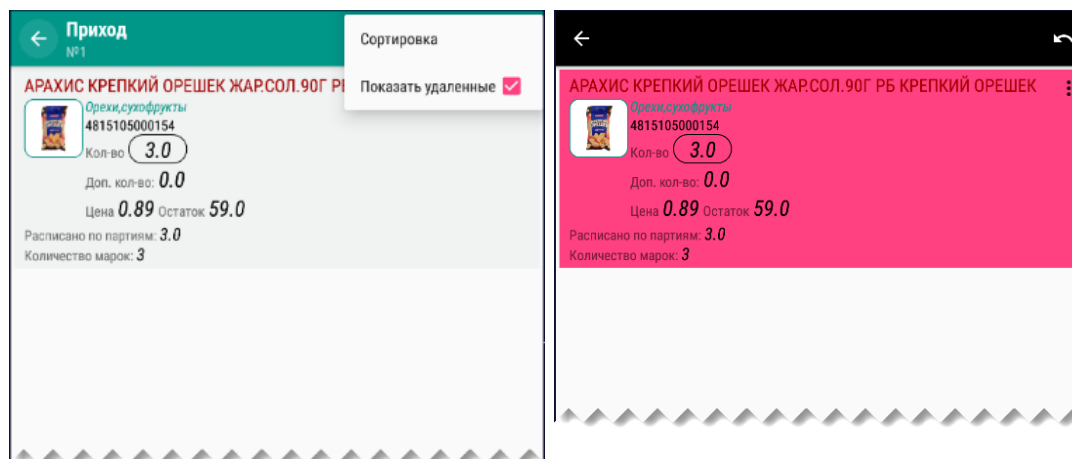 Приход
№1
Сортировка
Показать удаленные
АРАХИС КРЕПКИЙ ОРЕШЕК ЖАР.СОЛ.90Г
Орехи,сухофрукты
4815105000154
Кол-во 3.0
Доп. кол-во: 0.0
Цена 0.89 Остаток 59.0
Расписано по партиям: 3.0
Количество марок: 3
АРАХИС КРЕПКИЙ ОРЕШЕК ЖАР.СОЛ.90Г РБ КРЕПКИЙ ОРЕШЕК
Орехи,сухофрукты
4815105000154
Кол-во 3.0
Доп. кол-во: 0.0
Цена 0.89 Остаток 59.0
Расписано по партиям: 3.0
Количество марок: 3